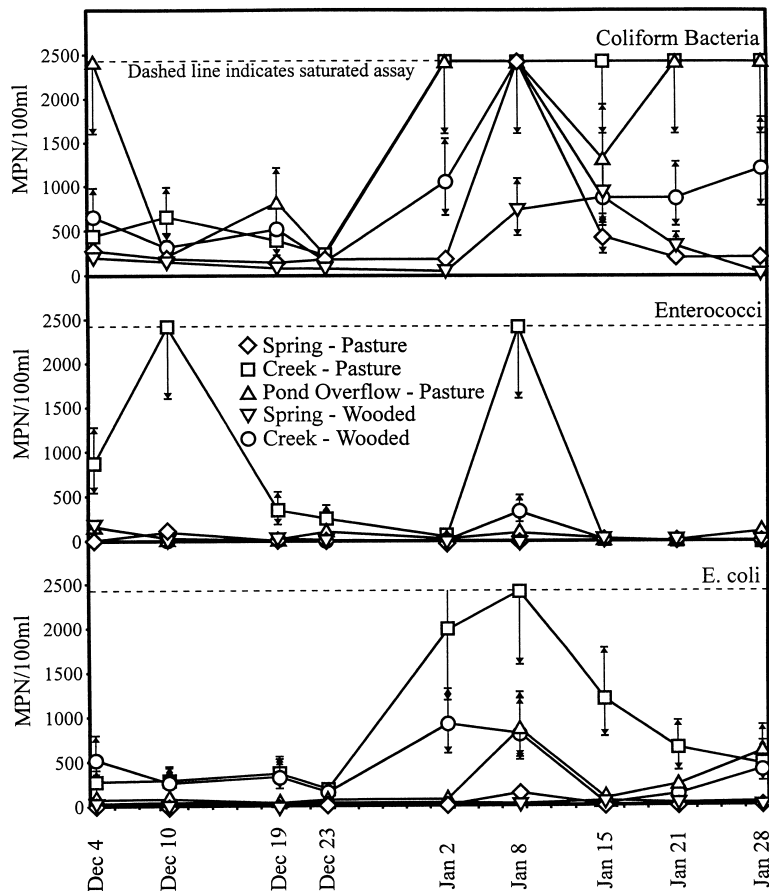 Coliform Bacteria
Dashed line indicates saturated assay
MPN/100ml
2500
2000
1500
1000
500
0
Enterococci
MPN/100ml
2500
2000
1500
1000
500
0
Spring - Pasture
Creek - Pasture
Pond Overflow - Pasture
Spring - Wooded
Creek - Wooded
E. coli
MPN/100ml
2500
2000
1500
1000
500
0
Dec 4
Dec 10
Dec 19
Dec 23
Jan 2
Jan 8
Jan 15
Jan 21
Jan 28